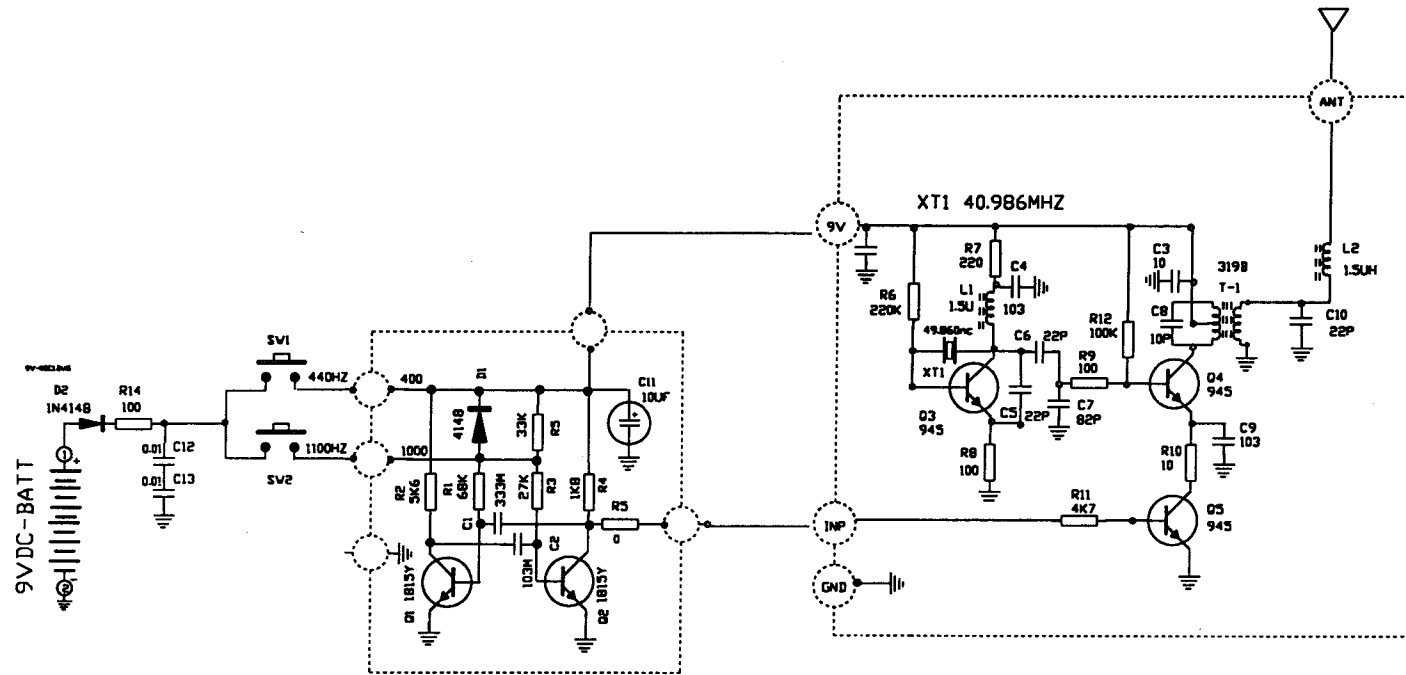 ANT
XT1 40.986MHZ
9V
R7
220
C4
103
L1
1.5U
R6
220K
49.860mc
XT1
C6
22P
Q3
945
C5
22P
R8
100
C7
82P
R9
100
R12
100K
C3
10
319B
T-1
C8
10P
L2
1.5UH
C10
22P
Q4
945
C9
103
R10
10
R11
4K7
Q5
945
INP
GND
SW1
440HZ
400
SW2
1100HZ
1000
D2
1N4148
R14
100
0.01
C12
0.01
C13
9VDC-BATT
1
+
2
D1
4148
33K
R5
C11
10UF
+
R2
5K6
R1
68K
333M
C1
27K
R3
1K8
R4
R5
0
C2
103M
Q1 1815Y
Q2 1815Y